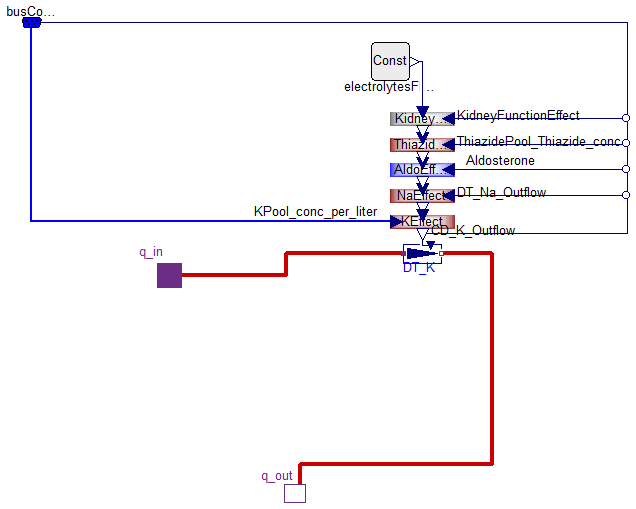 busCo...
Const
electrolytesF...
Kidney...
KidneyFunctionEffect
Thiazid...
ThiazidePool_Thiazide_conc
AldoEff...
Aldosterone
NaEffect
DT_Na_Outflow
KPool_conc_per_liter
KEffect
CD_K_Outflow
q_in
DT_K
q_out